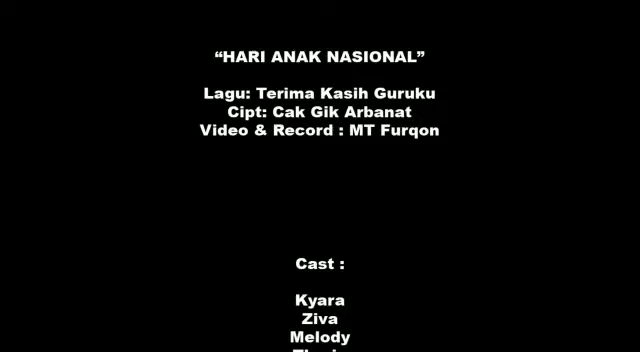 “HARI ANAK NASIONAL”
Lagu: Terima Kasih Guruku
Cipt: Cak Gik Arbanat
Video & Record : MT Furqon
Cast :
Kyara
Ziva
Melody